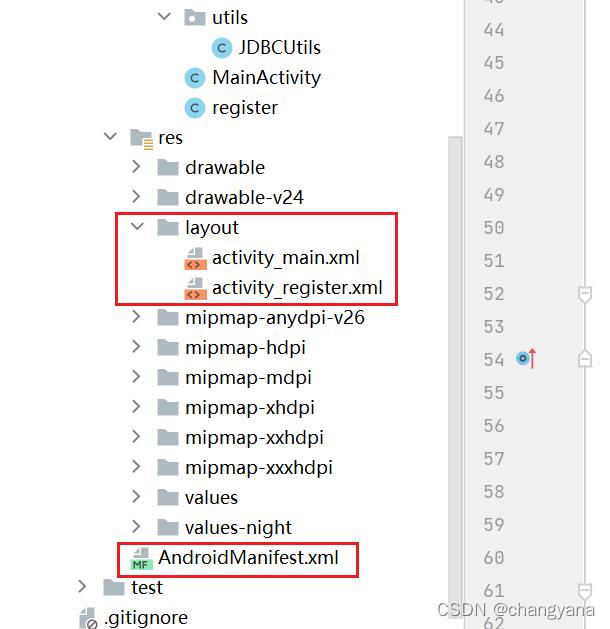 utils
JDBCUtils
MainActivity
register
res
drawable
drawable-v24
layout
activity_main.xml
activity_register.xml
mipmap-anydpi-v26
mipmap-hdpi
mipmap-mdpi
mipmap-xhdpi
mipmap-xxhdpi
mipmap-xxxhdpi
values
values-night
AndroidManifest.xml
test
.gitignore
44
45
46
47
48
49
50
51
52
53
54
55
56
57
58
59
60
61
62
CSDN @changyana